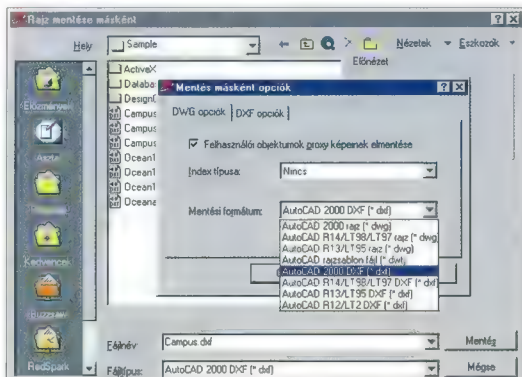 Rajz mentése másként
Hely
Sample
Nézetek
Eszközök
Előnézet
ActiveX
Databa
Design
Campus
Campus
Campus
Ocean1
Ocean1
Ocean1
Oceana
Előzmények
Kedvencek
Buzzsaw
RedSpark
Mentés másként opciók
DWG opciók
DXF opciók
Felhasználói objektumok proxy képeinek elmentése
Index típusa:
Nincs
Mentési formátum:
AutoCAD 2000 DXF (*.dxf)
AutoCAD 2000 rajz (*.dwg)
AutoCAD R14/LT98/LT97 rajz (*.dwg)
AutoCAD R13/LT95 rajz (*.dwg)
AutoCAD rajzsablon fájl (*.dwt)
AutoCAD 2000 DXF (*.dxf)
AutoCAD R14/LT98/LT97 DXF (*.dxf)
AutoCAD R13/LT95 DXF (*.dxf)
AutoCAD R12/LT2 DXF (*.dxf)
Fájlnév:
Campus.dxf
Mentés
Fájltípus:
AutoCAD 2000 DXF (*.dxf)
Mégse